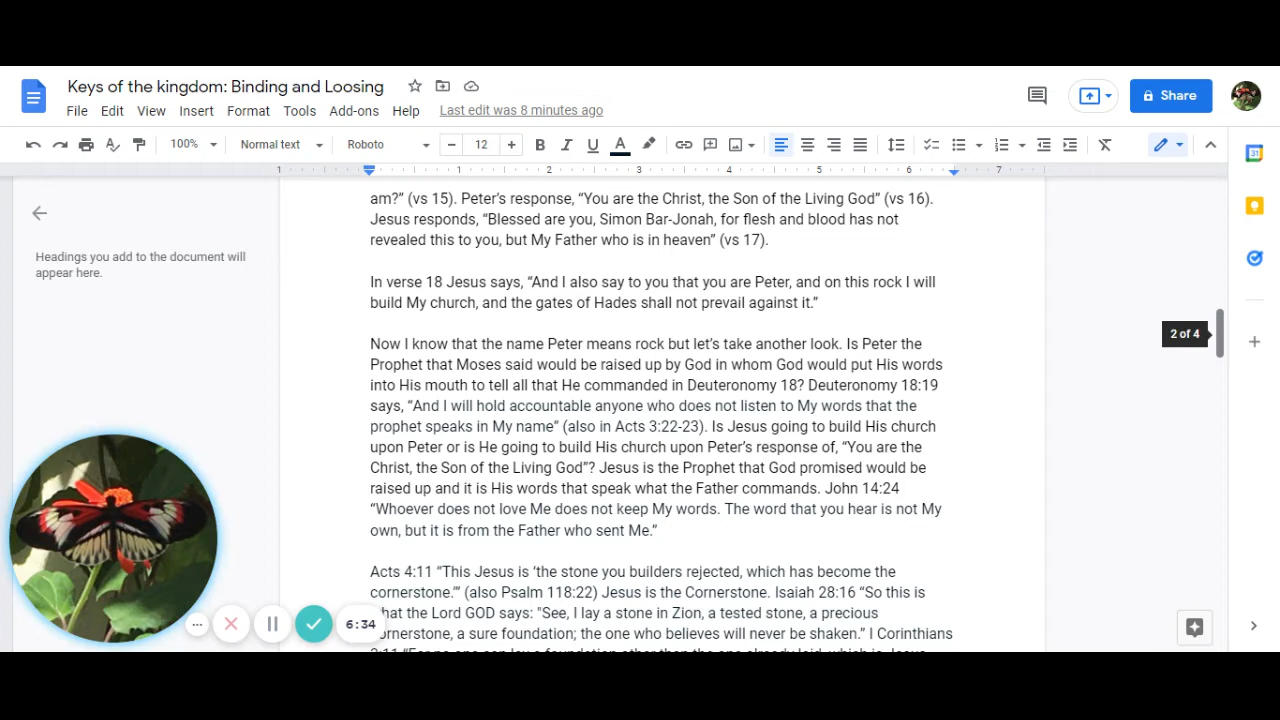 Keys of the kingdom: Binding and Loosing
File Edit View Insert Format Tools Add-ons Help Last edit was 8 minutes ago
Share
100% Normal text Roboto 12 B I U A
1 1 2 3 4 5 6 7
31
Headings you add to the document will
appear here.
am?” (vs 15). Peter’s response, “You are the Christ, the Son of the Living God” (vs 16).
Jesus responds, “Blessed are you, Simon Bar-Jonah, for flesh and blood has not
revealed this to you, but My Father who is in heaven” (vs 17).
In verse 18 Jesus says, “And I also say to you that you are Peter, and on this rock I will
build My church, and the gates of Hades shall not prevail against it.”
2 of 4
Now I know that the name Peter means rock but let’s take another look. Is Peter the
Prophet that Moses said would be raised up by God in whom God would put His words
into His mouth to tell all that He commanded in Deuteronomy 18? Deuteronomy 18:19
says, “And I will hold accountable anyone who does not listen to My words that the
prophet speaks in My name” (also in Acts 3:22-23). Is Jesus going to build His church
upon Peter or is He going to build His church upon Peter’s response of, “You are the
Christ, the Son of the Living God”? Jesus is the Prophet that God promised would be
raised up and it is His words that speak what the Father commands. John 14:24
“Whoever does not love Me does not keep My words. The word that you hear is not My
own, but it is from the Father who sent Me.”
Acts 4:11 “This Jesus is ‘the stone you builders rejected, which has become the
cornerstone.’” (also Psalm 118:22) Jesus is the Cornerstone. Isaiah 28:16 “So this is
what the Lord GOD says: "See, I lay a stone in Zion, a tested stone, a precious
cornerstone, a sure foundation; the one who believes will never be shaken.” I Corinthians
6:34